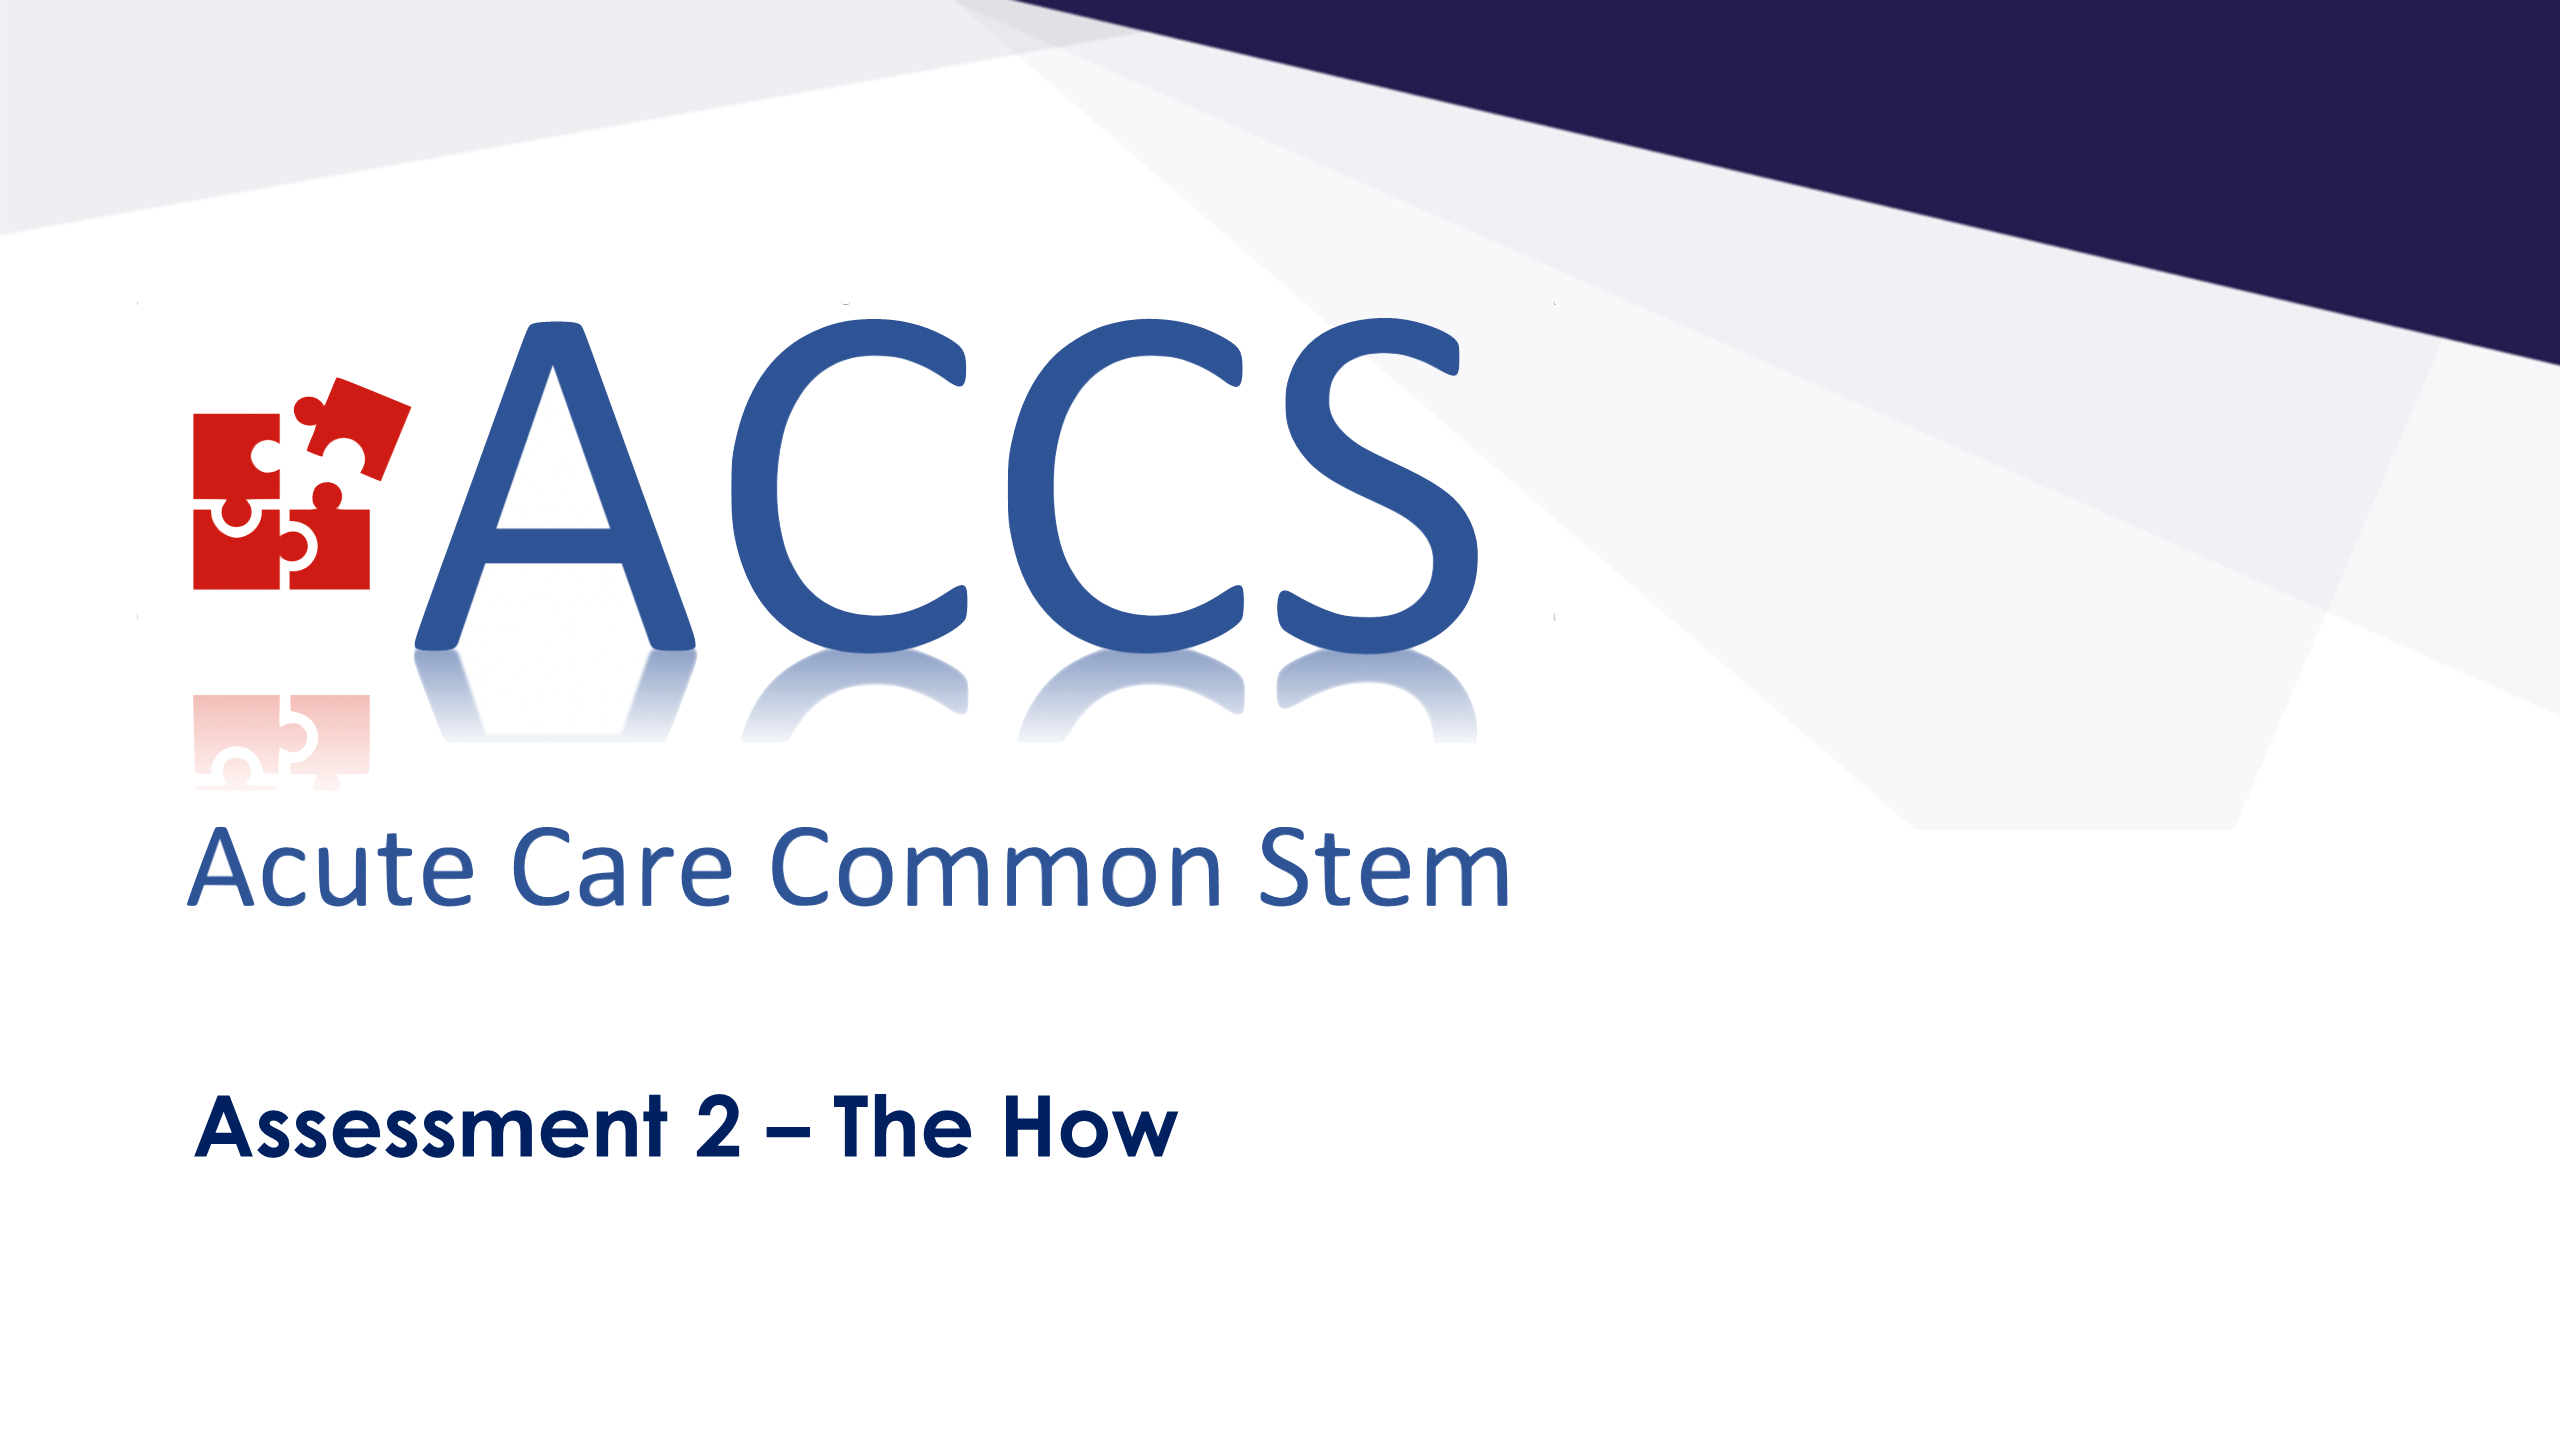 ACCS
Acute Care Common Stem
Assessment 2 – The How